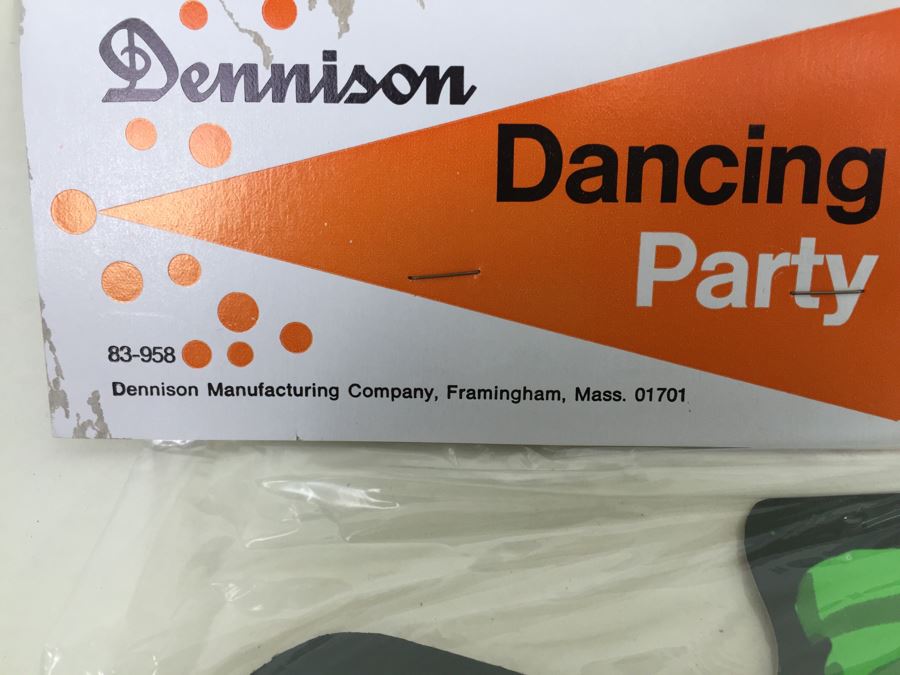 Dennison
Dancing
Party
83-958
Dennison Manufacturing Company, Framingham, Mass. 01701